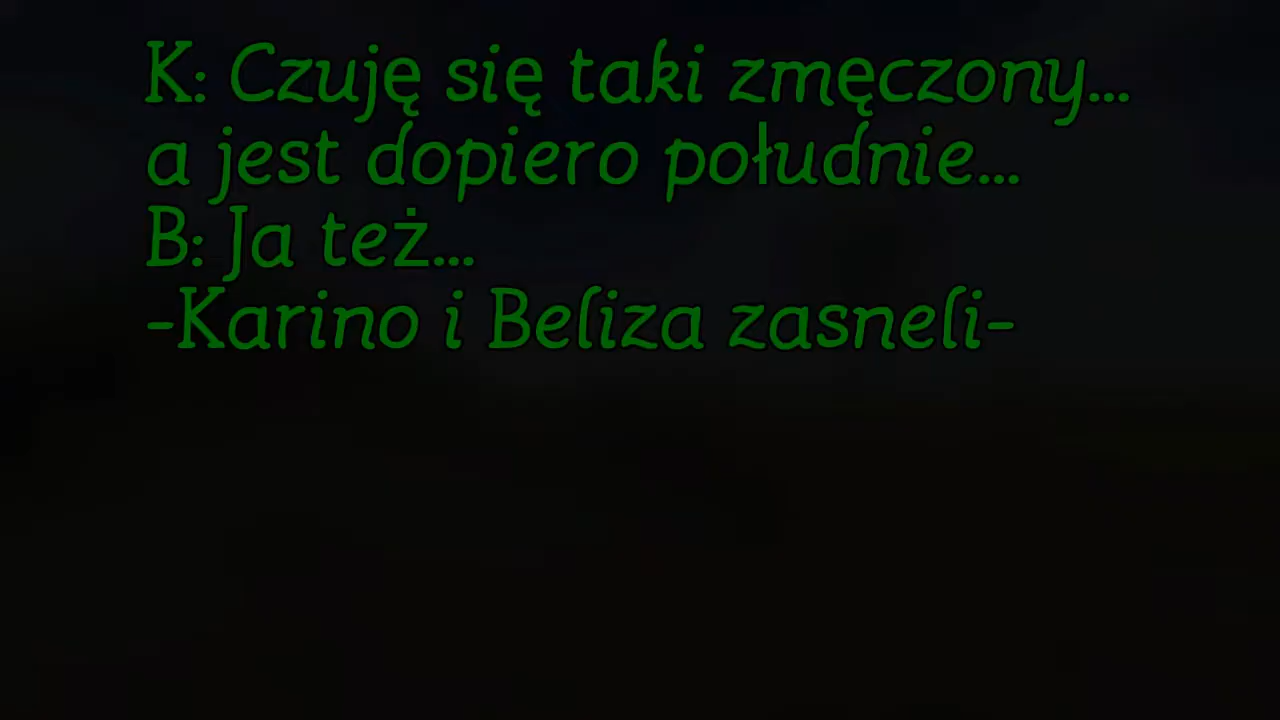 K: Czuję się taki zmęczony...
a jest dopiero południe...
B: Ja też...
-Karino i Beliza zasneli-